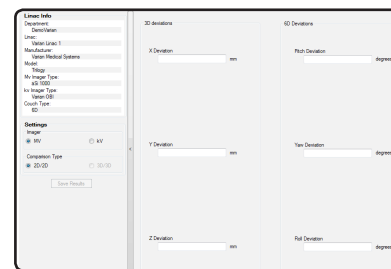 Linac Info
Department:
DemoVarian
Linac:
Varian Linac 1
Manufacturer:
Varian Medical Systems
Model:
Trilogy
Mv Imager Type:
aSi 1000
kv Imager Type:
Varian OBI
Couch Type:
6D
Settings
Imager
MV
kV
Comparison Type
2D/2D
3D/3D
Save Results
3D deviations
X Deviation
mm
Y Deviation
mm
Z Deviation
mm
6D Deviations
Pitch Deviation
degrees
Yaw Deviation
degrees
Roll Deviation
degrees